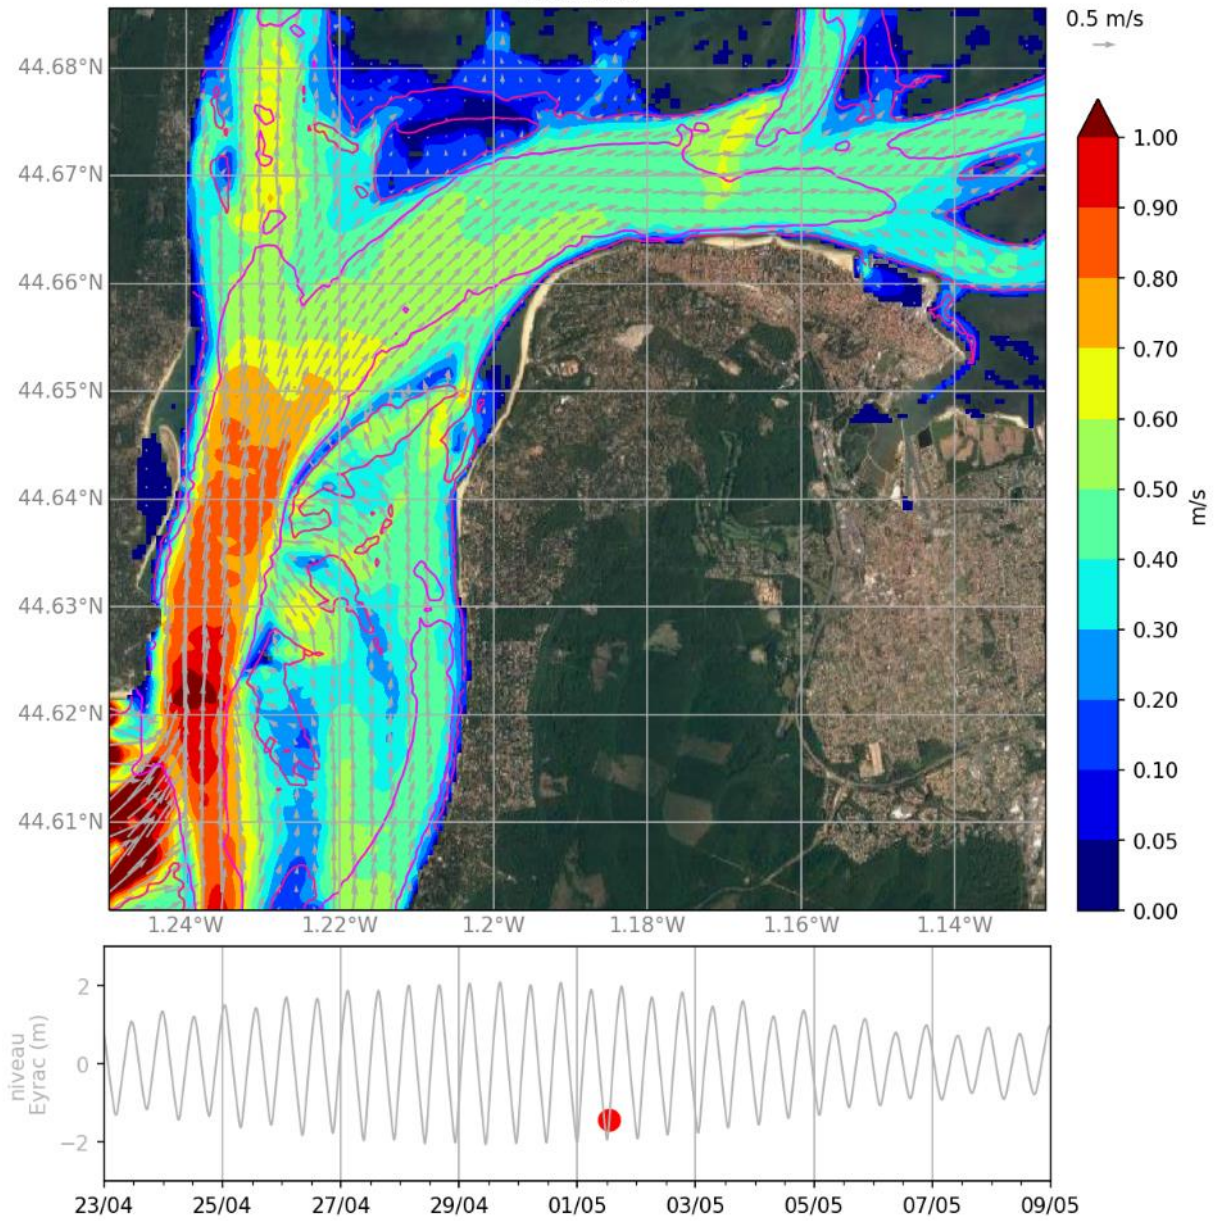 0.5 m/s
44.68°N
44.67°N
44.66°N
44.65°N
44.64°N
44.63°N
44.62°N
44.61°N
1.24°W 1.22°W 1.2°W 1.18°W 1.16°W 1.14°W
1.00
0.90
0.80
0.70
0.60
0.50
0.40
0.30
0.20
0.10
0.05
0.00
m/s
niveau
Eyrac (m)
2
0
−2
23/04 25/04 27/04 29/04 01/05 03/05 05/05 07/05 09/05